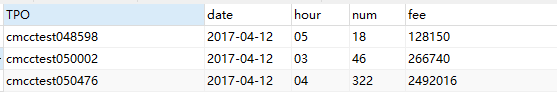 TPO date hour num fee
cmcctest048598 2017-04-12 05 18 128150
cmcctest050002 2017-04-12 03 46 266740
cmcctest050476 2017-04-12 04 322 2492016